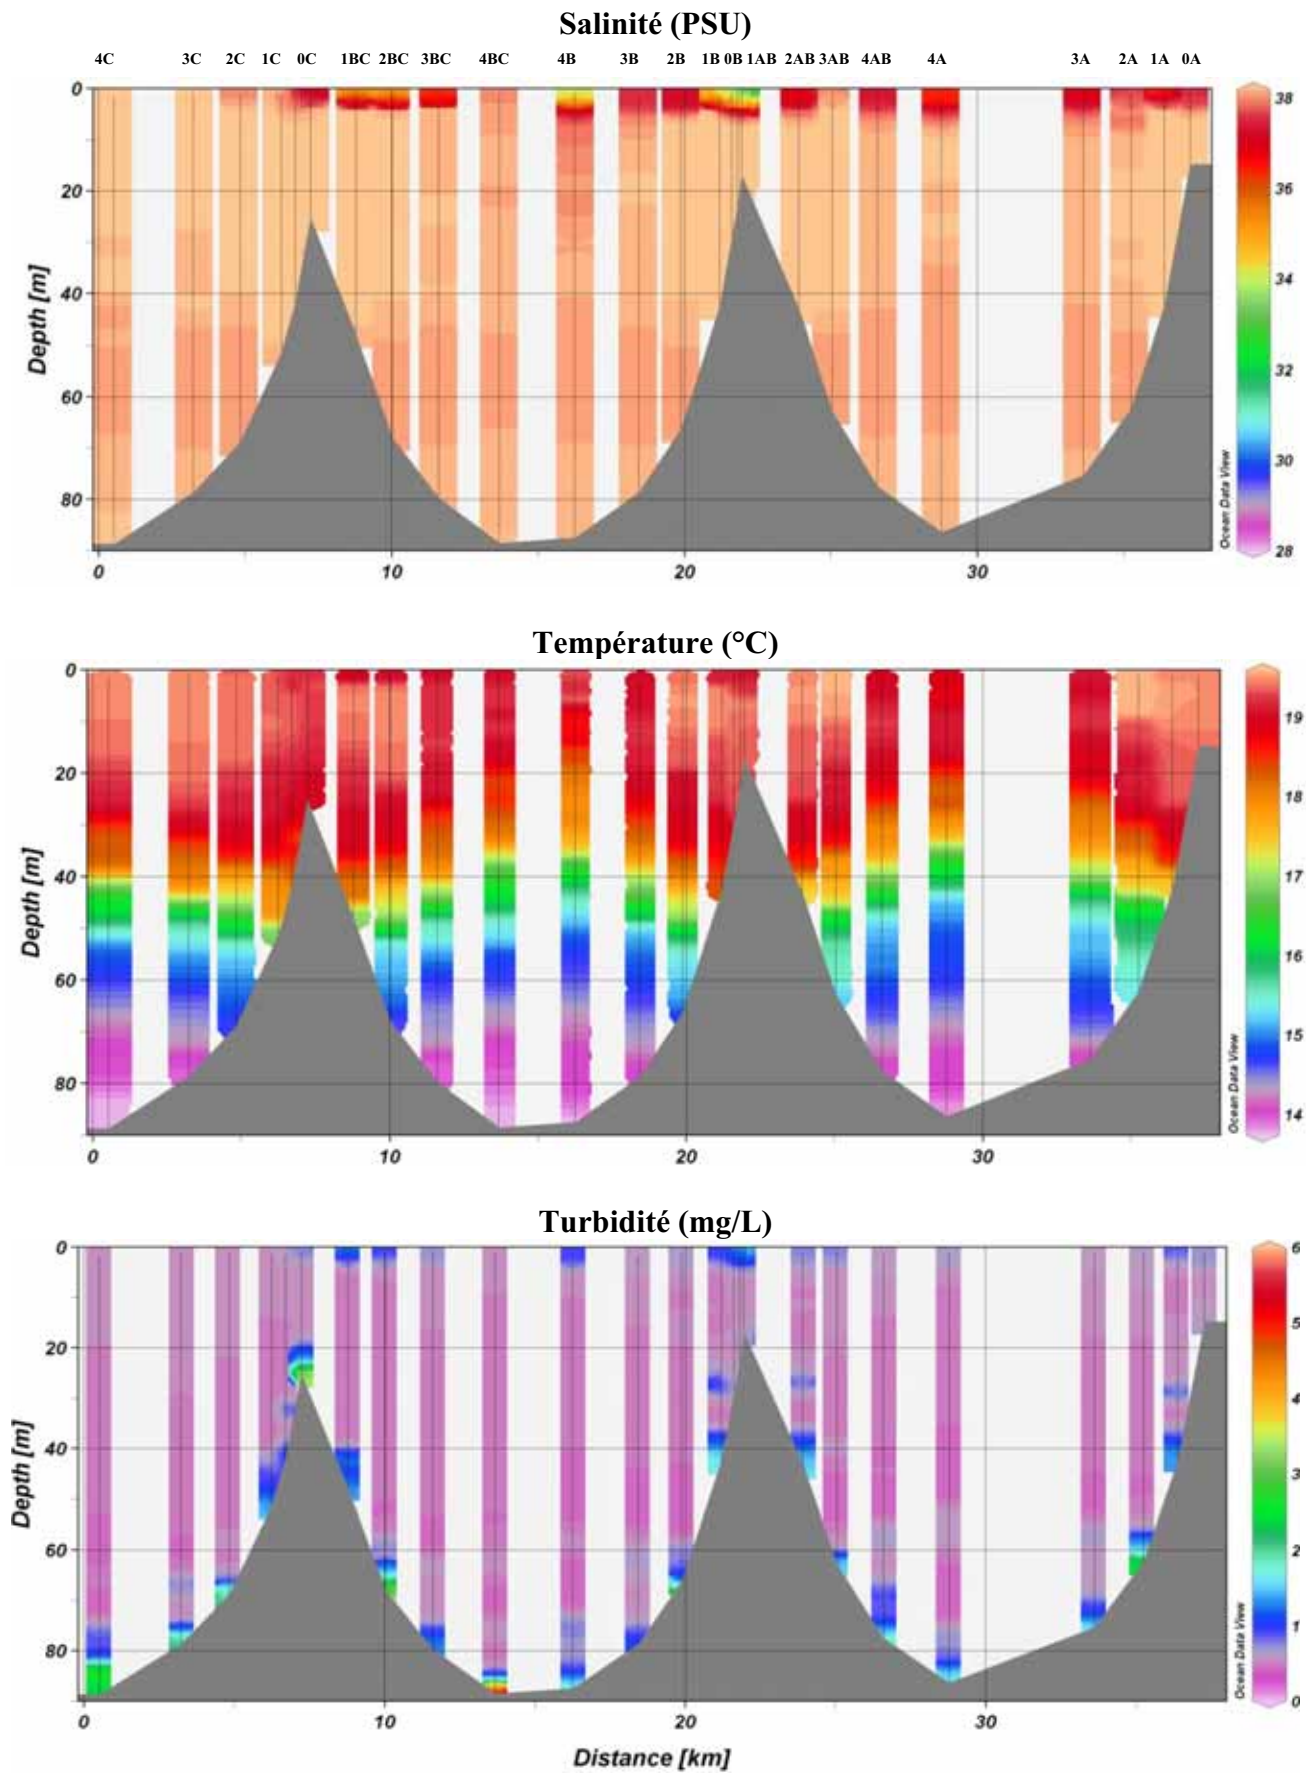 Salinité (PSU)
4C 3C 2C 1C 0C 1BC 2BC 3BC 4BC 4B 3B 2B 1B 0B 1AB 2AB 3AB 4AB 4A 3A 2A 1A 0A
0
20
40
60
80
Depth [m]
0 10 20 30
38
36
34
32
30
28
Ocean Data View
Température (°C)
0
20
40
60
80
Depth [m]
0 10 20 30
19
18
17
16
15
14
Ocean Data View
Turbidité (mg/L)
0
20
40
60
80
Depth [m]
0 10 20 30
Distance [km]
6
5
4
3
2
1
0
Ocean Data View